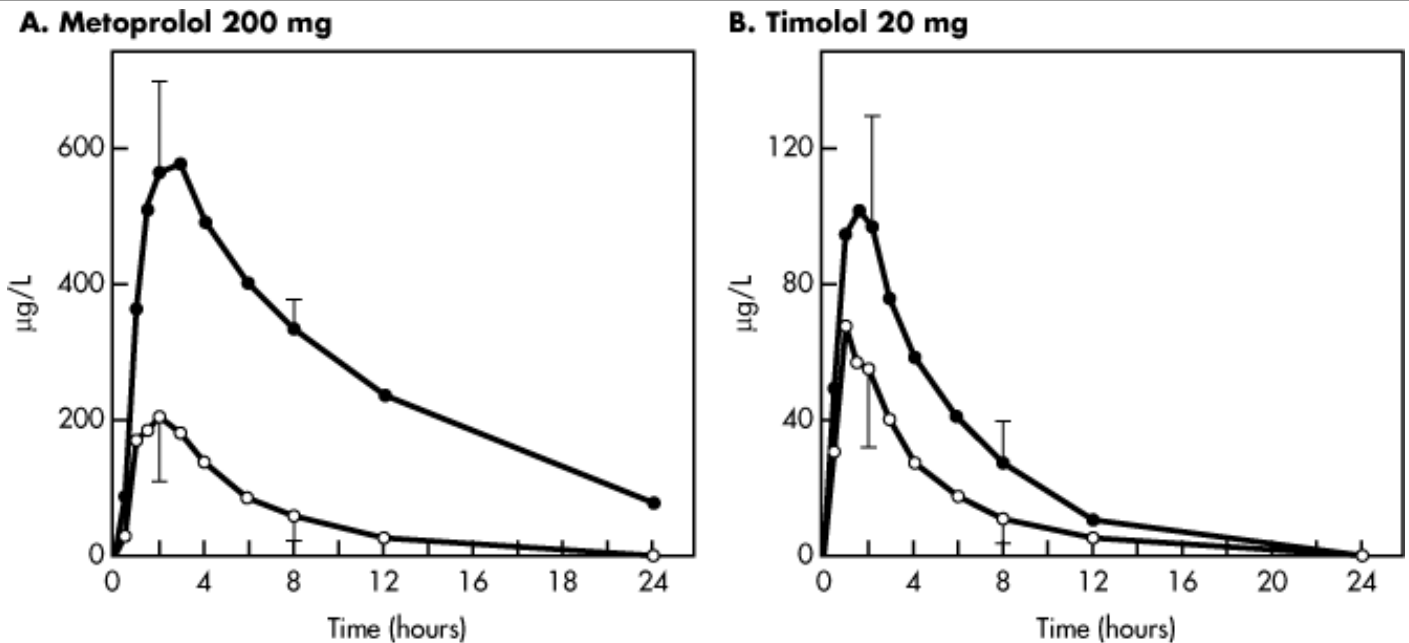 A. Metoprolol 200 mg
600
400
200
0
µg/L
0 4 8 12 16 18 24
Time (hours)
B. Timolol 20 mg
120
80
40
0
µg/L
0 4 8 12 16 20 24
Time (hours)